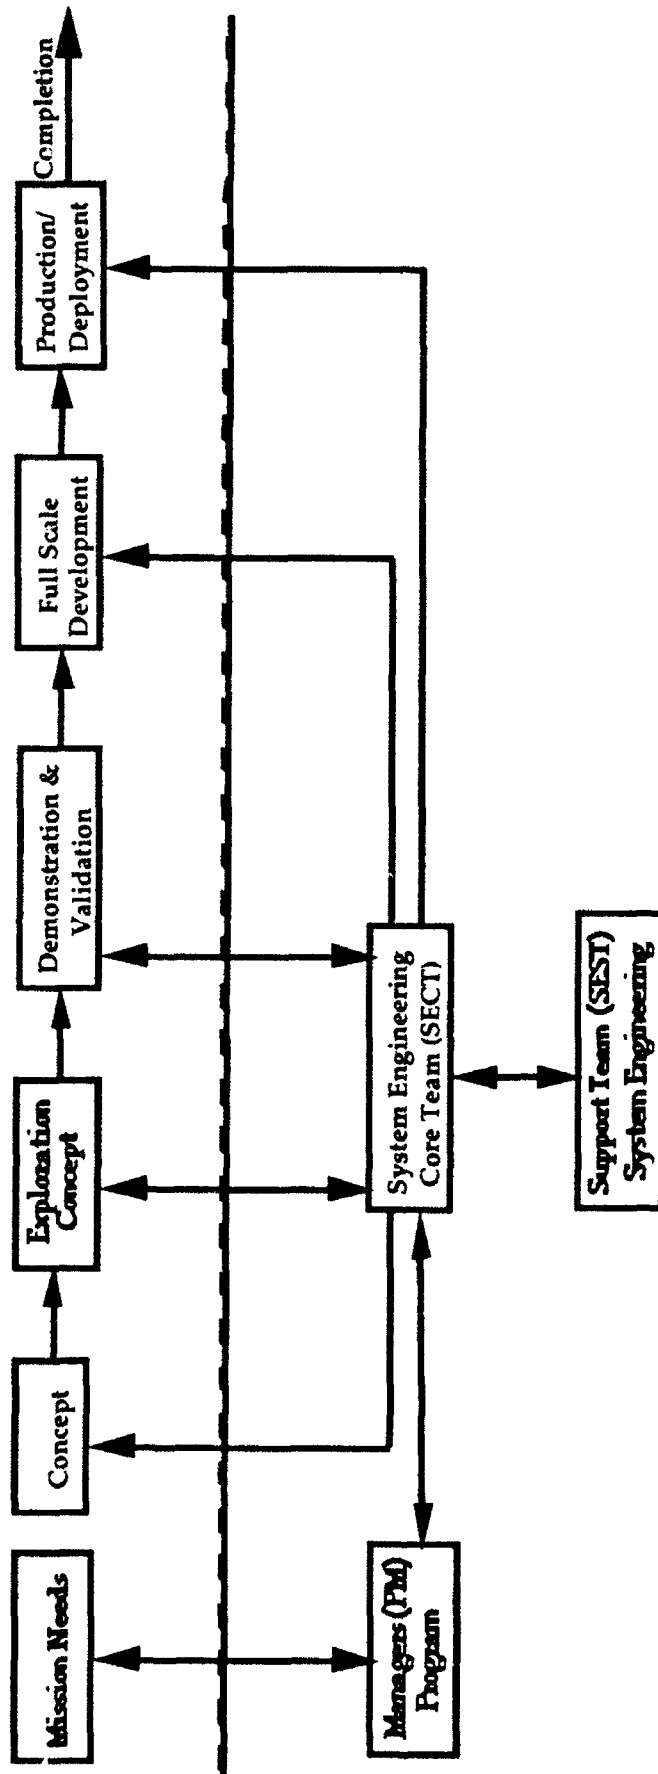 Mission Needs
Concept
Exploration
Concept
Demonstration &
Validation
Full Scale
Development
Production/
Deployment
Completion
Managers (PM)
Program
System Engineering
Core Team (SECT)
Support Team (SEST)
System Engineering